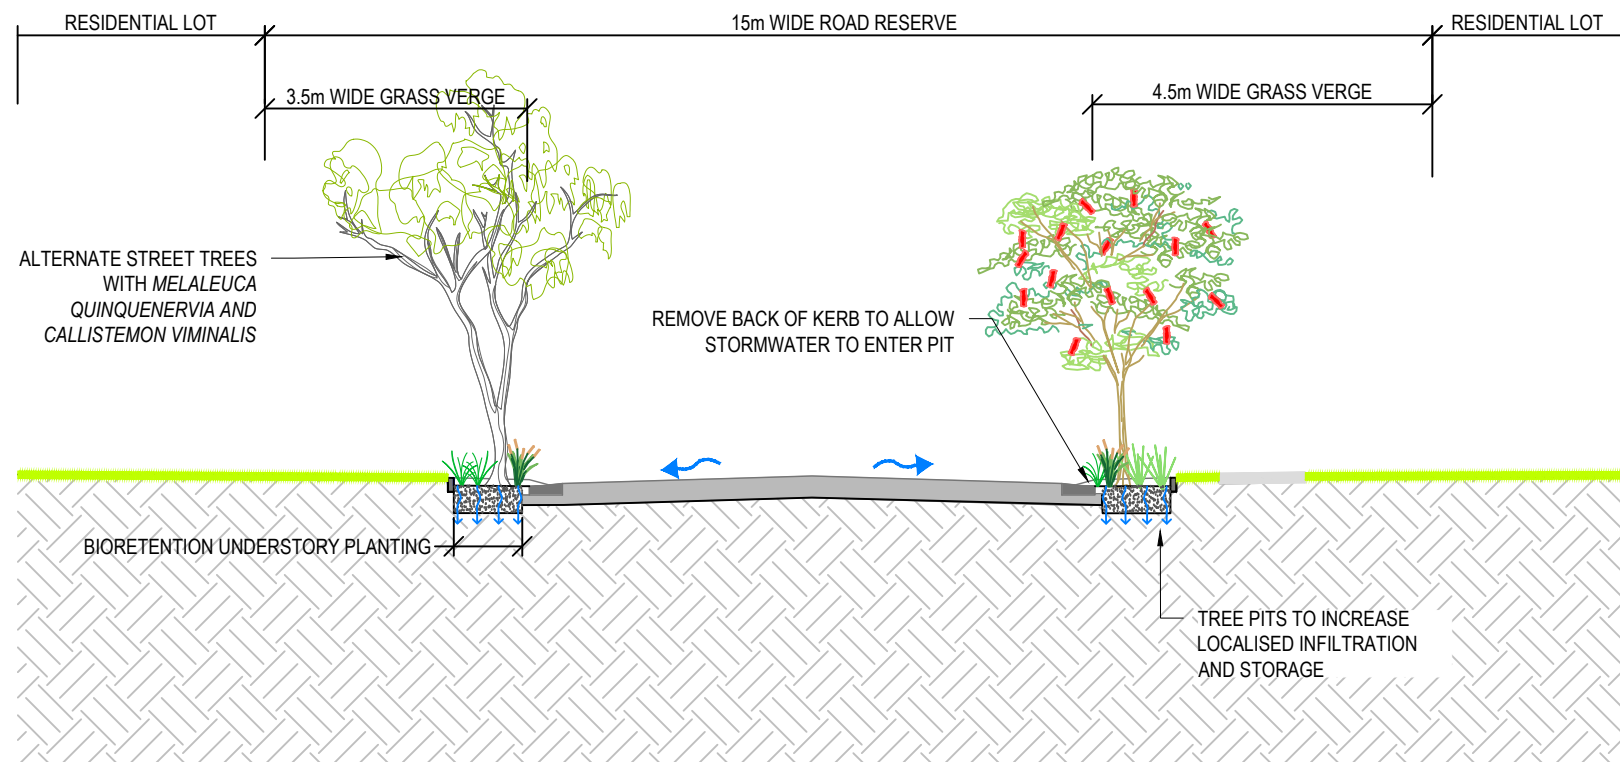 RESIDENTIAL LOT
15m WIDE ROAD RESERVE
RESIDENTIAL LOT
3.5m WIDE GRASS VERGE
4.5m WIDE GRASS VERGE
ALTERNATE STREET TREES
WITH MELALEUCA
QUINQUENERVIA AND
CALLISTEMON VIMINALIS
REMOVE BACK OF KERB TO ALLOW
STORMWATER TO ENTER PIT
BIORETENTION UNDERSTORY PLANTING
TREE PITS TO INCREASE
LOCALISED INFILTRATION
AND STORAGE